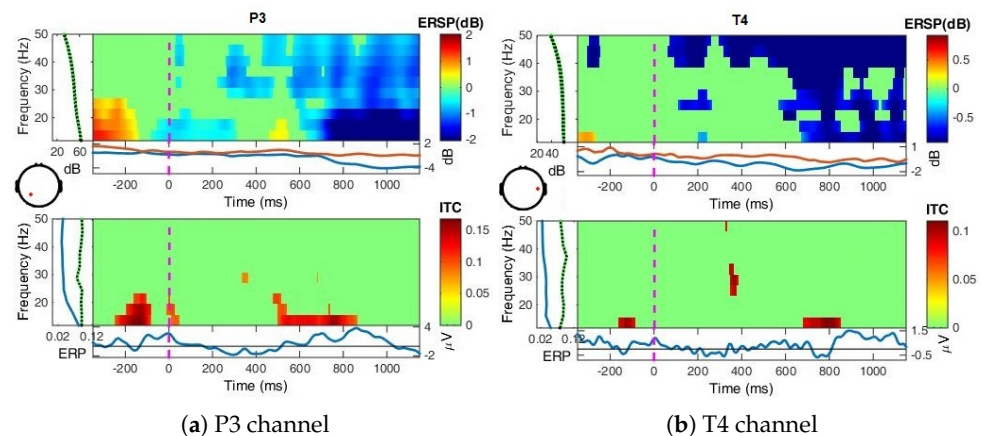 P3
ERSP(dB)
Frequency (Hz)
50
40
30
20
2
1
0
-1
-2
20 60
dB
2
-4
dB
-200 0 200 400 600 800 1000
Time (ms)
ITC
Frequency (Hz)
50
40
30
20
0.15
0.1
0.05
0
0.02 0.12
ERP
4
-2
μV
-200 0 200 400 600 800 1000
Time (ms)
(a) P3 channel
T4
ERSP(dB)
Frequency (Hz)
50
40
30
20
0.5
0
-0.5
20 40
dB
1
-2
dB
-200 0 200 400 600 800 1000
Time (ms)
ITC
Frequency (Hz)
50
40
30
20
0.1
0.05
0
0.02 0.12
ERP
1.5
-0.5
μV
-200 0 200 400 600 800 1000
Time (ms)
(b) T4 channel